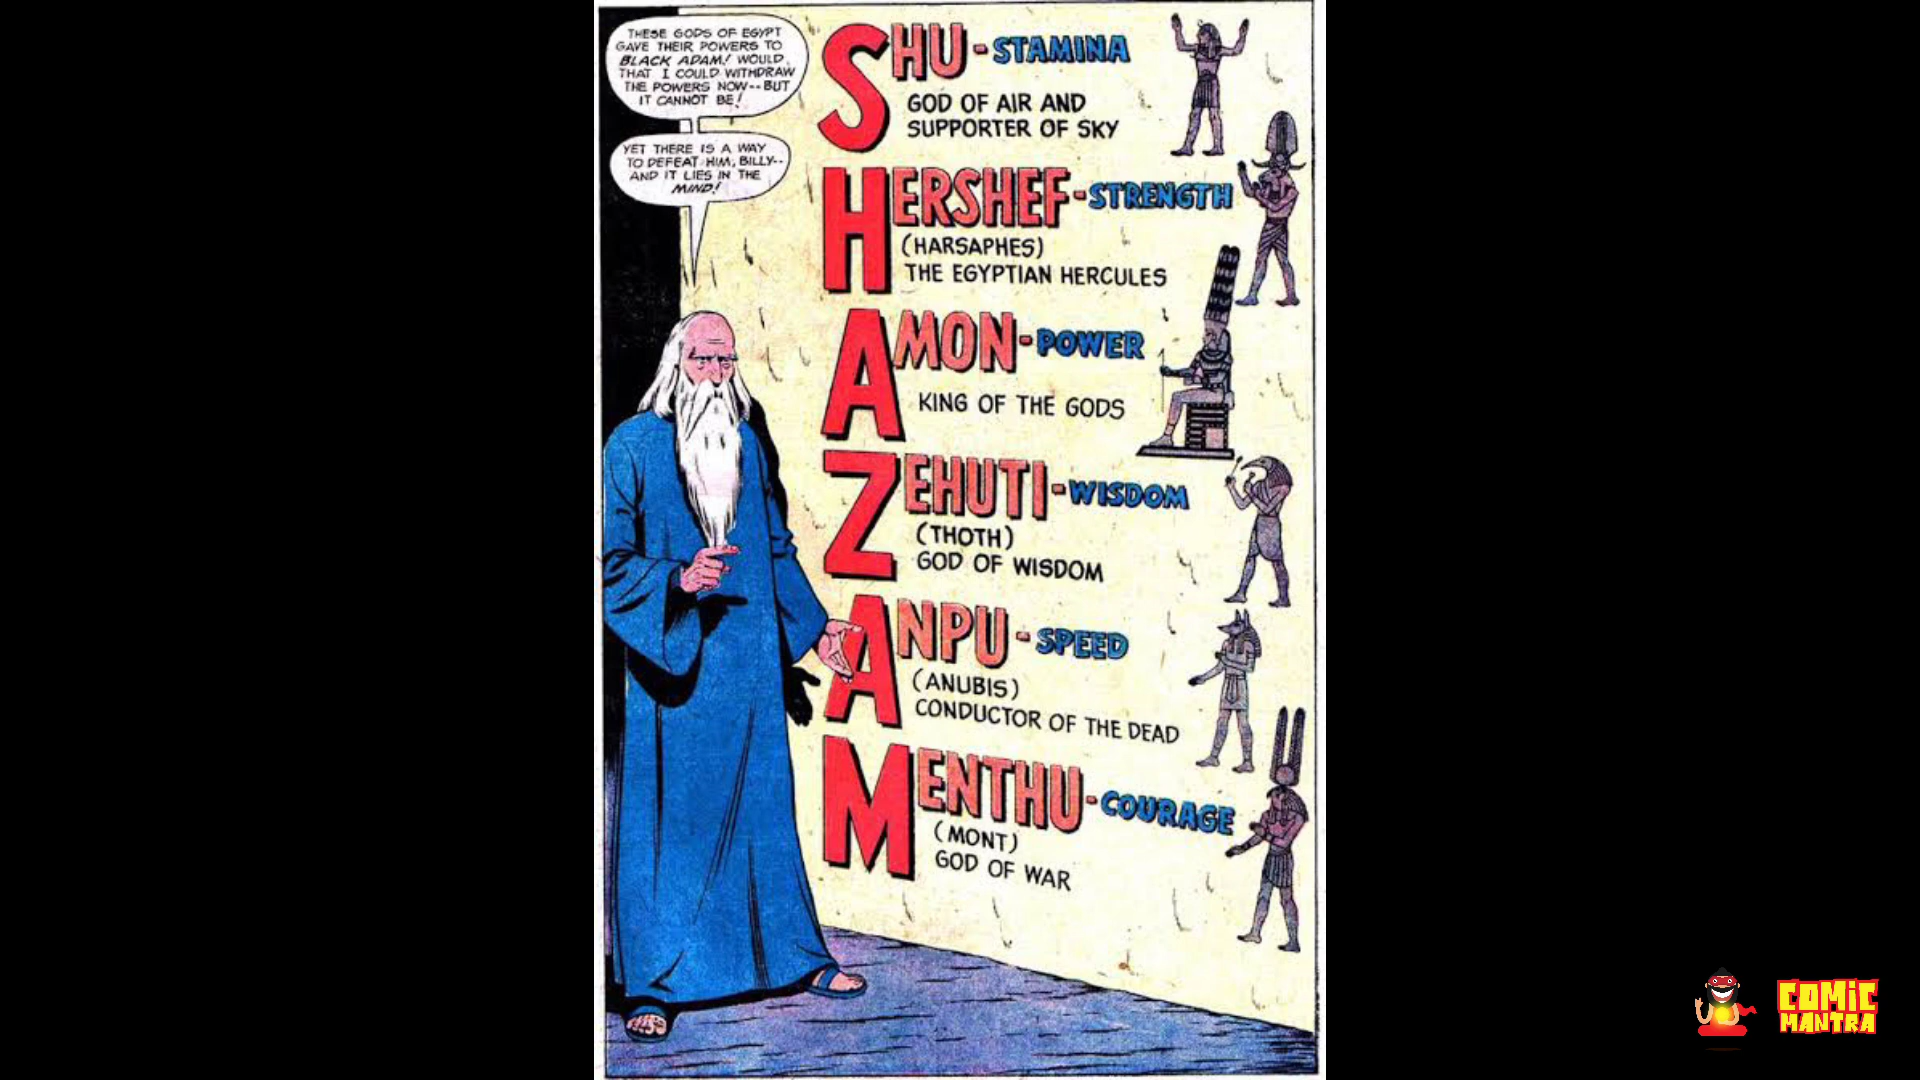 THESE GODS OF EGYPT
GAVE THEIR POWERS TO
BLACK ADAM! WOULD
THAT I COULD WITHDRAW
THE POWERS NOW--BUT
IT CANNOT BE!
YET THERE IS A WAY
TO DEFEAT HIM, BILLY--
AND IT LIES IN THE
MIND!
SHU-STAMINA
GOD OF AIR AND
SUPPORTER OF SKY
HERSHEF-STRENGTH
(HARSAPHES)
THE EGYPTIAN HERCULES
AMON-POWER
KING OF THE GODS
ZEHUTI-WISDOM
(THOTH)
GOD OF WISDOM
ANPU-SPEED
(ANUBIS)
CONDUCTOR OF THE DEAD
MENTHU-COURAGE
(MONT)
GOD OF WAR
COMIC
MANTRA